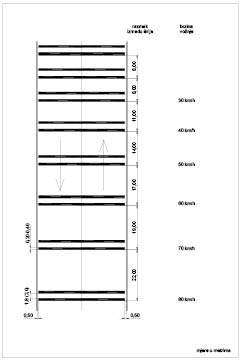 razmak
između linija
brzina
vožnje
8,00
9,00
30 km/h
11,00
40 km/h
14,00
50 km/h
17,00
60 km/h
19,00
70 km/h
22,00
80 km/h
0,50
0,50
mjere u metrima